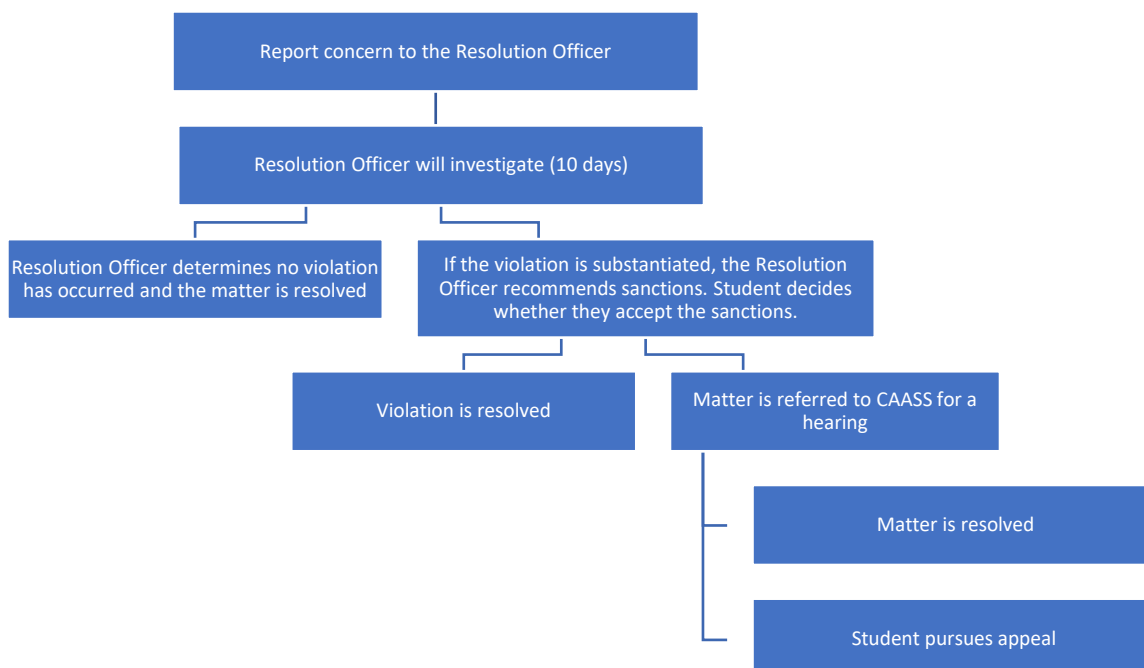 Report concern to the Resolution Officer
Resolution Officer will investigate (10 days)
Resolution Officer determines no violation
has occurred and the matter is resolved
If the violation is substantiated, the Resolution
Officer recommends sanctions. Student decides
whether they accept the sanctions.
Violation is resolved
Matter is referred to CAASS for a
hearing
Matter is resolved
Student pursues appeal